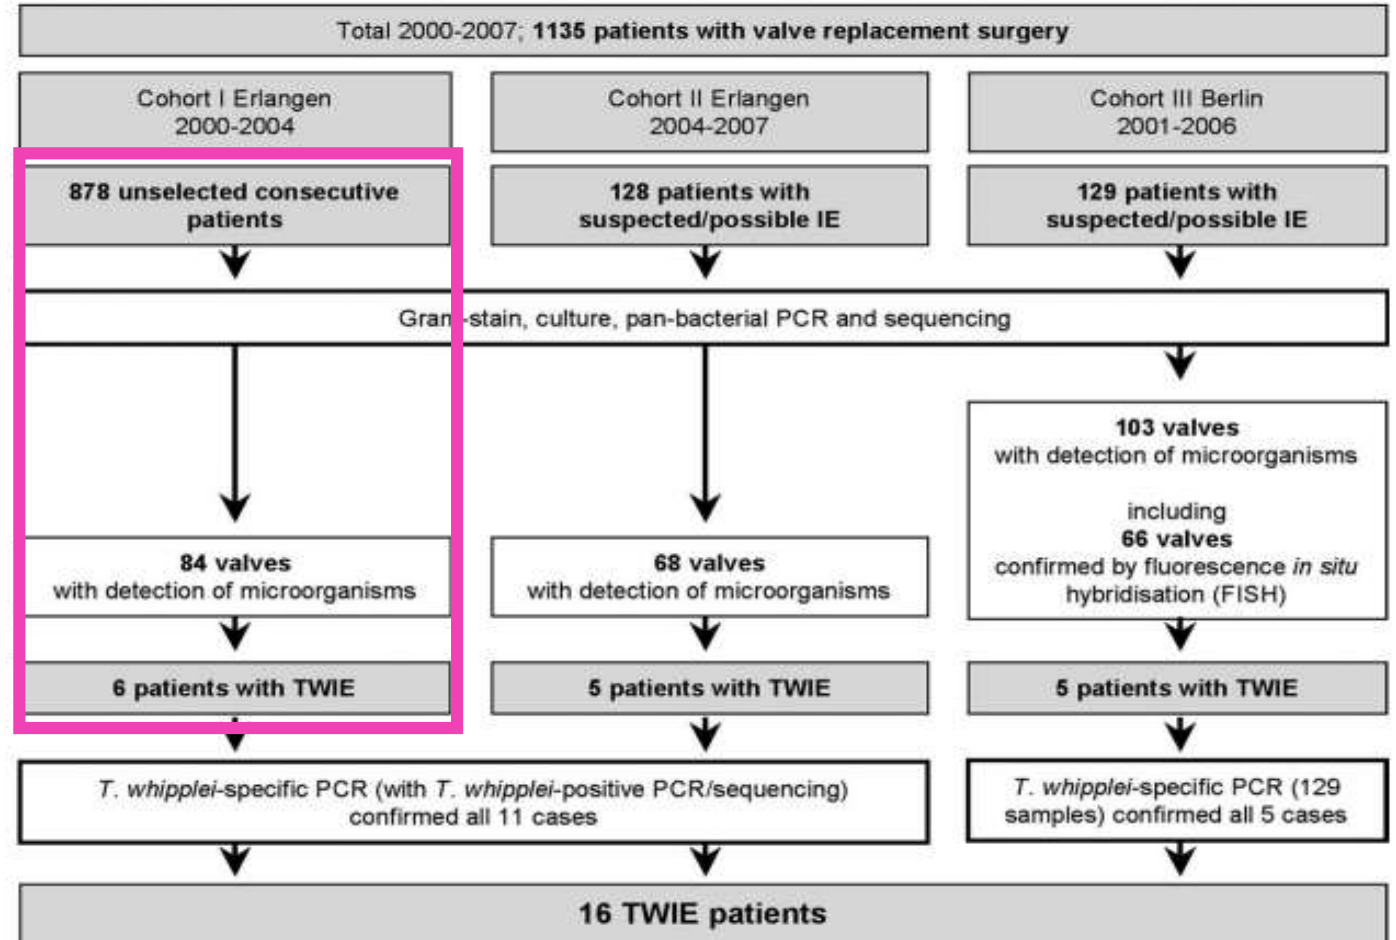 Total 2000-2007; 1135 patients with valve replacement surgery
Cohort I Erlangen
2000-2004
Cohort II Erlangen
2004-2007
Cohort III Berlin
2001-2006
878 unselected consecutive
patients
128 patients with
suspected/possible IE
129 patients with
suspected/possible IE
Gram-stain, culture, pan-bacterial PCR and sequencing
103 valves
with detection of microorganisms
including
66 valves
confirmed by fluorescence in situ
hybridisation (FISH)
84 valves
with detection of microorganisms
68 valves
with detection of microorganisms
6 patients with TWIE
5 patients with TWIE
5 patients with TWIE
T. whipplei-specific PCR (with T. whipplei-positive PCR/sequencing)
confirmed all 11 cases
T. whipplei-specific PCR (129
samples) confirmed all 5 cases
16 TWIE patients